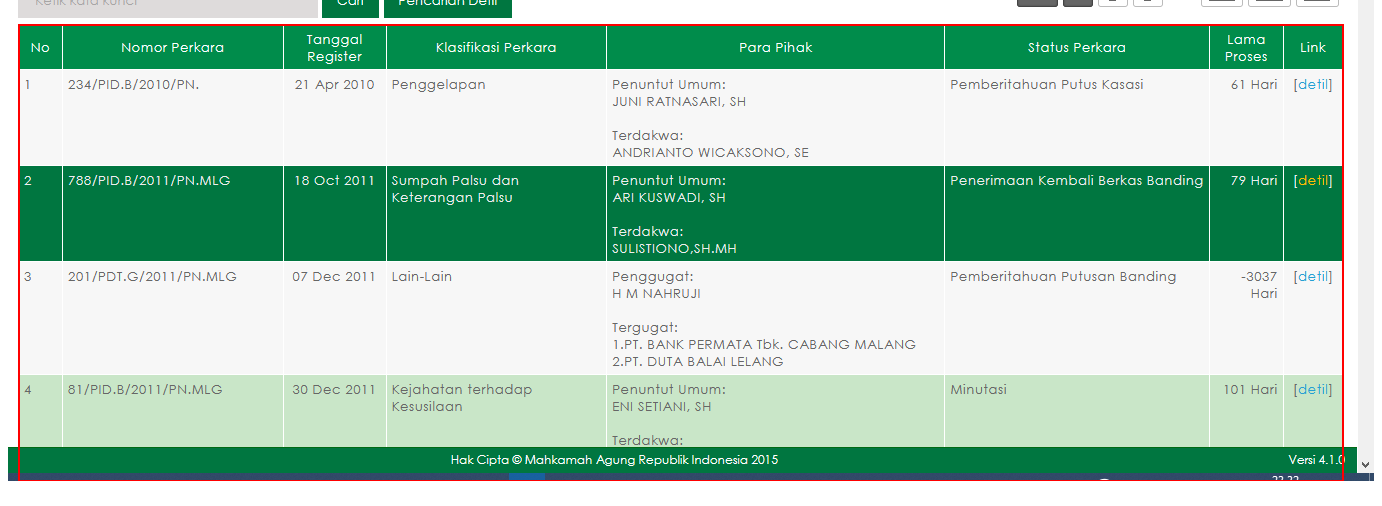 Ketik kata kunci Cari Pencarian Detil
No Nomor Perkara Tanggal Register Klasifikasi Perkara Para Pihak Status Perkara Lama Proses Link
1 234/PID.B/2010/PN. 21 Apr 2010 Penggelapan Penuntut Umum: Pemberitahuan Putus Kasasi 61 Hari [detil]
JUNI RATNASARI, SH
Terdakwa:
ANDRIANTO WICAKSONO, SE
2 788/PID.B/2011/PN.MLG 18 Oct 2011 Sumpah Palsu dan Penuntut Umum: Penerimaan Kembali Berkas Banding 79 Hari [detil]
Keterangan Palsu ARI KUSWADI, SH
Terdakwa:
SULISTIONO,SH.MH
3 201/PDT.G/2011/PN.MLG 07 Dec 2011 Lain-Lain Penggugat: Pemberitahuan Putusan Banding -3037 [detil]
H M NAHRUJI Hari
Tergugat:
1.PT. BANK PERMATA Tbk. CABANG MALANG
2.PT. DUTA BALAI LELANG
4 81/PID.B/2011/PN.MLG 30 Dec 2011 Kejahatan terhadap Penuntut Umum: Minutasi 101 Hari [detil]
Kesusilaan ENI SETIANI, SH
Terdakwa:
Hak Cipta © Mahkamah Agung Republik Indonesia 2015 Versi 4.1.0